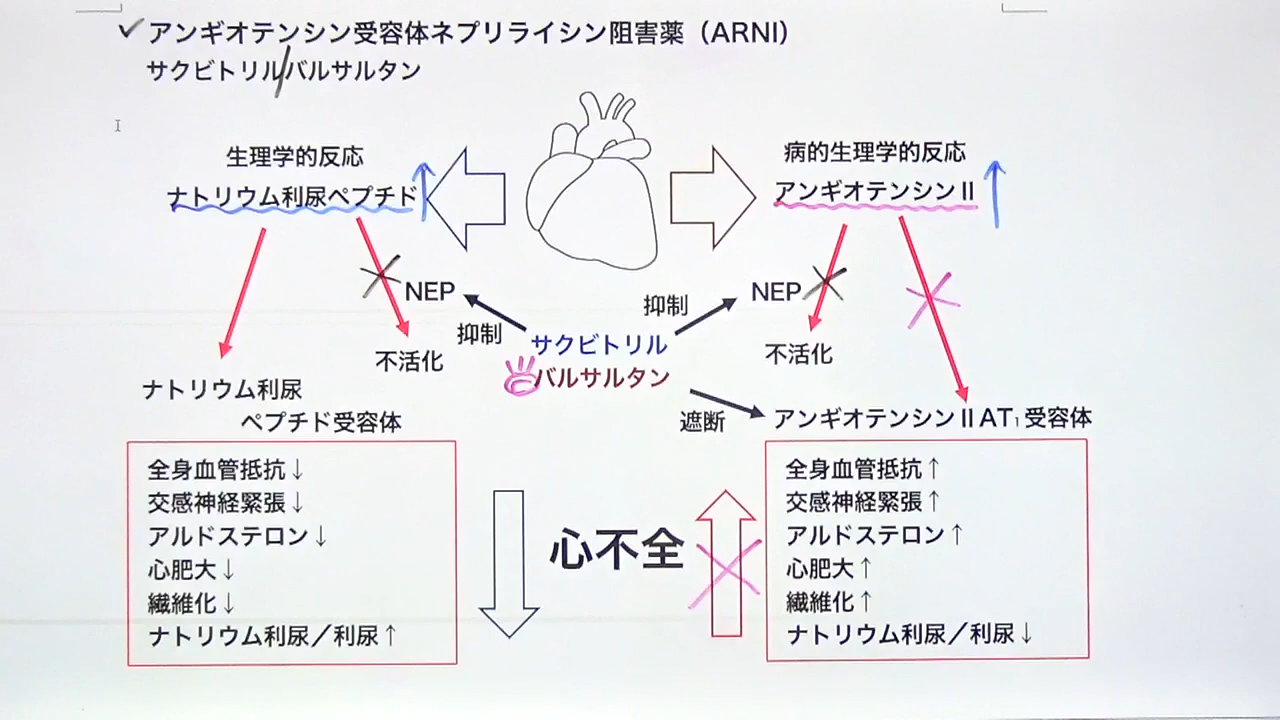 アンギオテンシン受容体ネプリライシン阻害薬（ARNI）
サクビトリル/バルサルタン
生理学的反応
ナトリウム利尿ペプチド
病的生理学的反応
アンギオテンシンⅡ
NEP
抑制
不活化
抑制
NEP
不活化
サクビトリル
バルサルタン
遮断
ナトリウム利尿
ペプチド受容体
アンギオテンシンⅡAT₁受容体
全身血管抵抗↓
交感神経緊張↓
アルドステロン↓
心肥大↓
繊維化↓
ナトリウム利尿／利尿↑
心不全
全身血管抵抗↑
交感神経緊張↑
アルドステロン↑
心肥大↑
繊維化↑
ナトリウム利尿／利尿↓